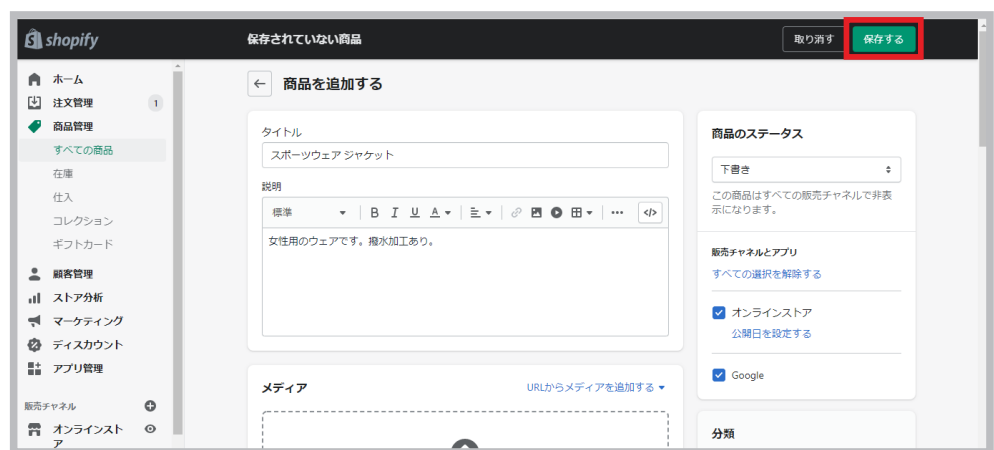 shopify
保存されていない商品
取り消す
保存する
ホーム
注文管理
1
商品管理
すべての商品
在庫
仕入
コレクション
ギフトカード
顧客管理
ストア分析
マーケティング
ディスカウント
アプリ管理
販売チャネル
オンラインスト
ア
商品を追加する
タイトル
スポーツウェア ジャケット
説明
標準
B I U A
女性用のウェアです。撥水加工あり。
メディア
URLからメディアを追加する
商品のステータス
下書き
この商品はすべての販売チャネルで非表
示になります。
販売チャネルとアプリ
すべての選択を解除する
オンラインストア
公開日を設定する
Google
分類